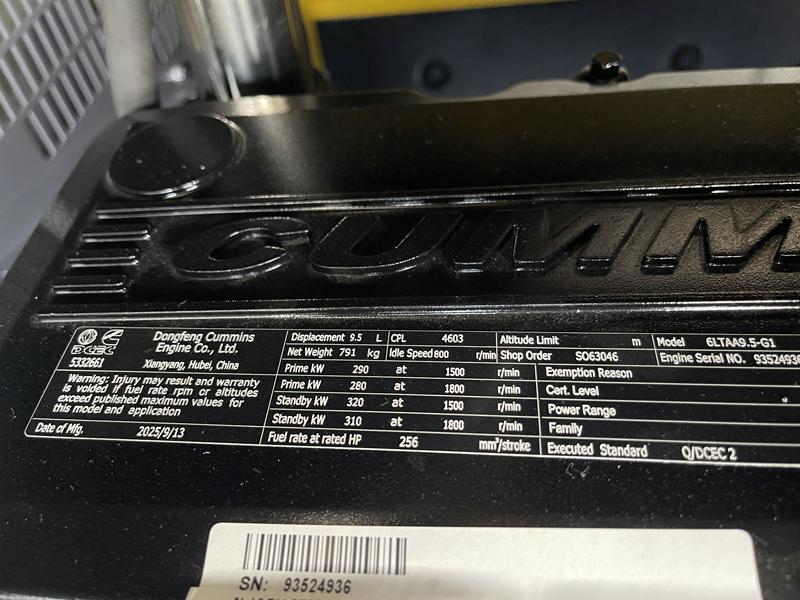 CUMM
Dongfeng Cummins
Engine Co., Ltd.
DCEC
5332661
Xiangyang, Hubei, China
Warning: Injury may result and warranty
is voided if fuel rate rpm or altitudes
exceed published maximum values for
this model and application
Date of Mfg. 2025/9/13
Displacement 9.5 L CPL 4603
Net Weight 791 kg Idle Speed 800 r/min
Prime kW 290 at 1500 r/min
Prime kW 280 at 1800 r/min
Standby kW 320 at 1500 r/min
Standby kW 310 at 1800 r/min
Fuel rate at rated HP 256 mm³/stroke
Altitude Limit m Model 6LTAA9.5-G1
Shop Order SO63046 Engine Serial NO. 93524936
Exemption Reason
Cert. Level
Power Range
Family
Executed Standard Q/DCEC 2
SN: 93524936